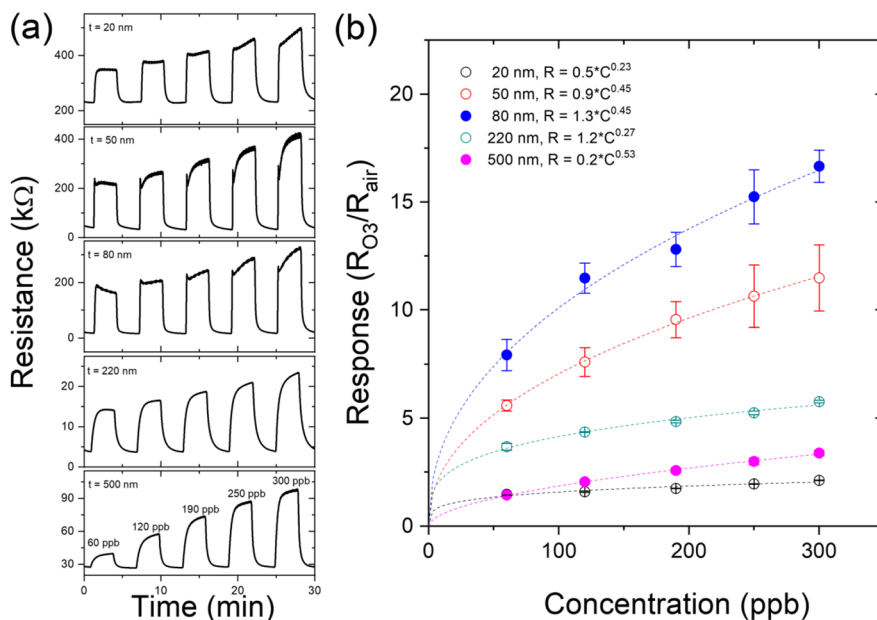 (a)
t = 20 nm
400
200
t = 50 nm
400
200
0
t = 80 nm
200
0
t = 220 nm
20
10
0
t = 500 nm
90
60
30
60 ppb
120 ppb
190 ppb
250 ppb
300 ppb
0
10
20
30
Resistance (kΩ)
Time (min)
(b)
20 nm, R = 0.5*C^0.23
50 nm, R = 0.9*C^0.45
80 nm, R = 1.3*C^0.45
220 nm, R = 1.2*C^0.27
500 nm, R = 0.2*C^0.53
20
15
10
5
0
0
100
200
300
Response (R_O3/R_air)
Concentration (ppb)